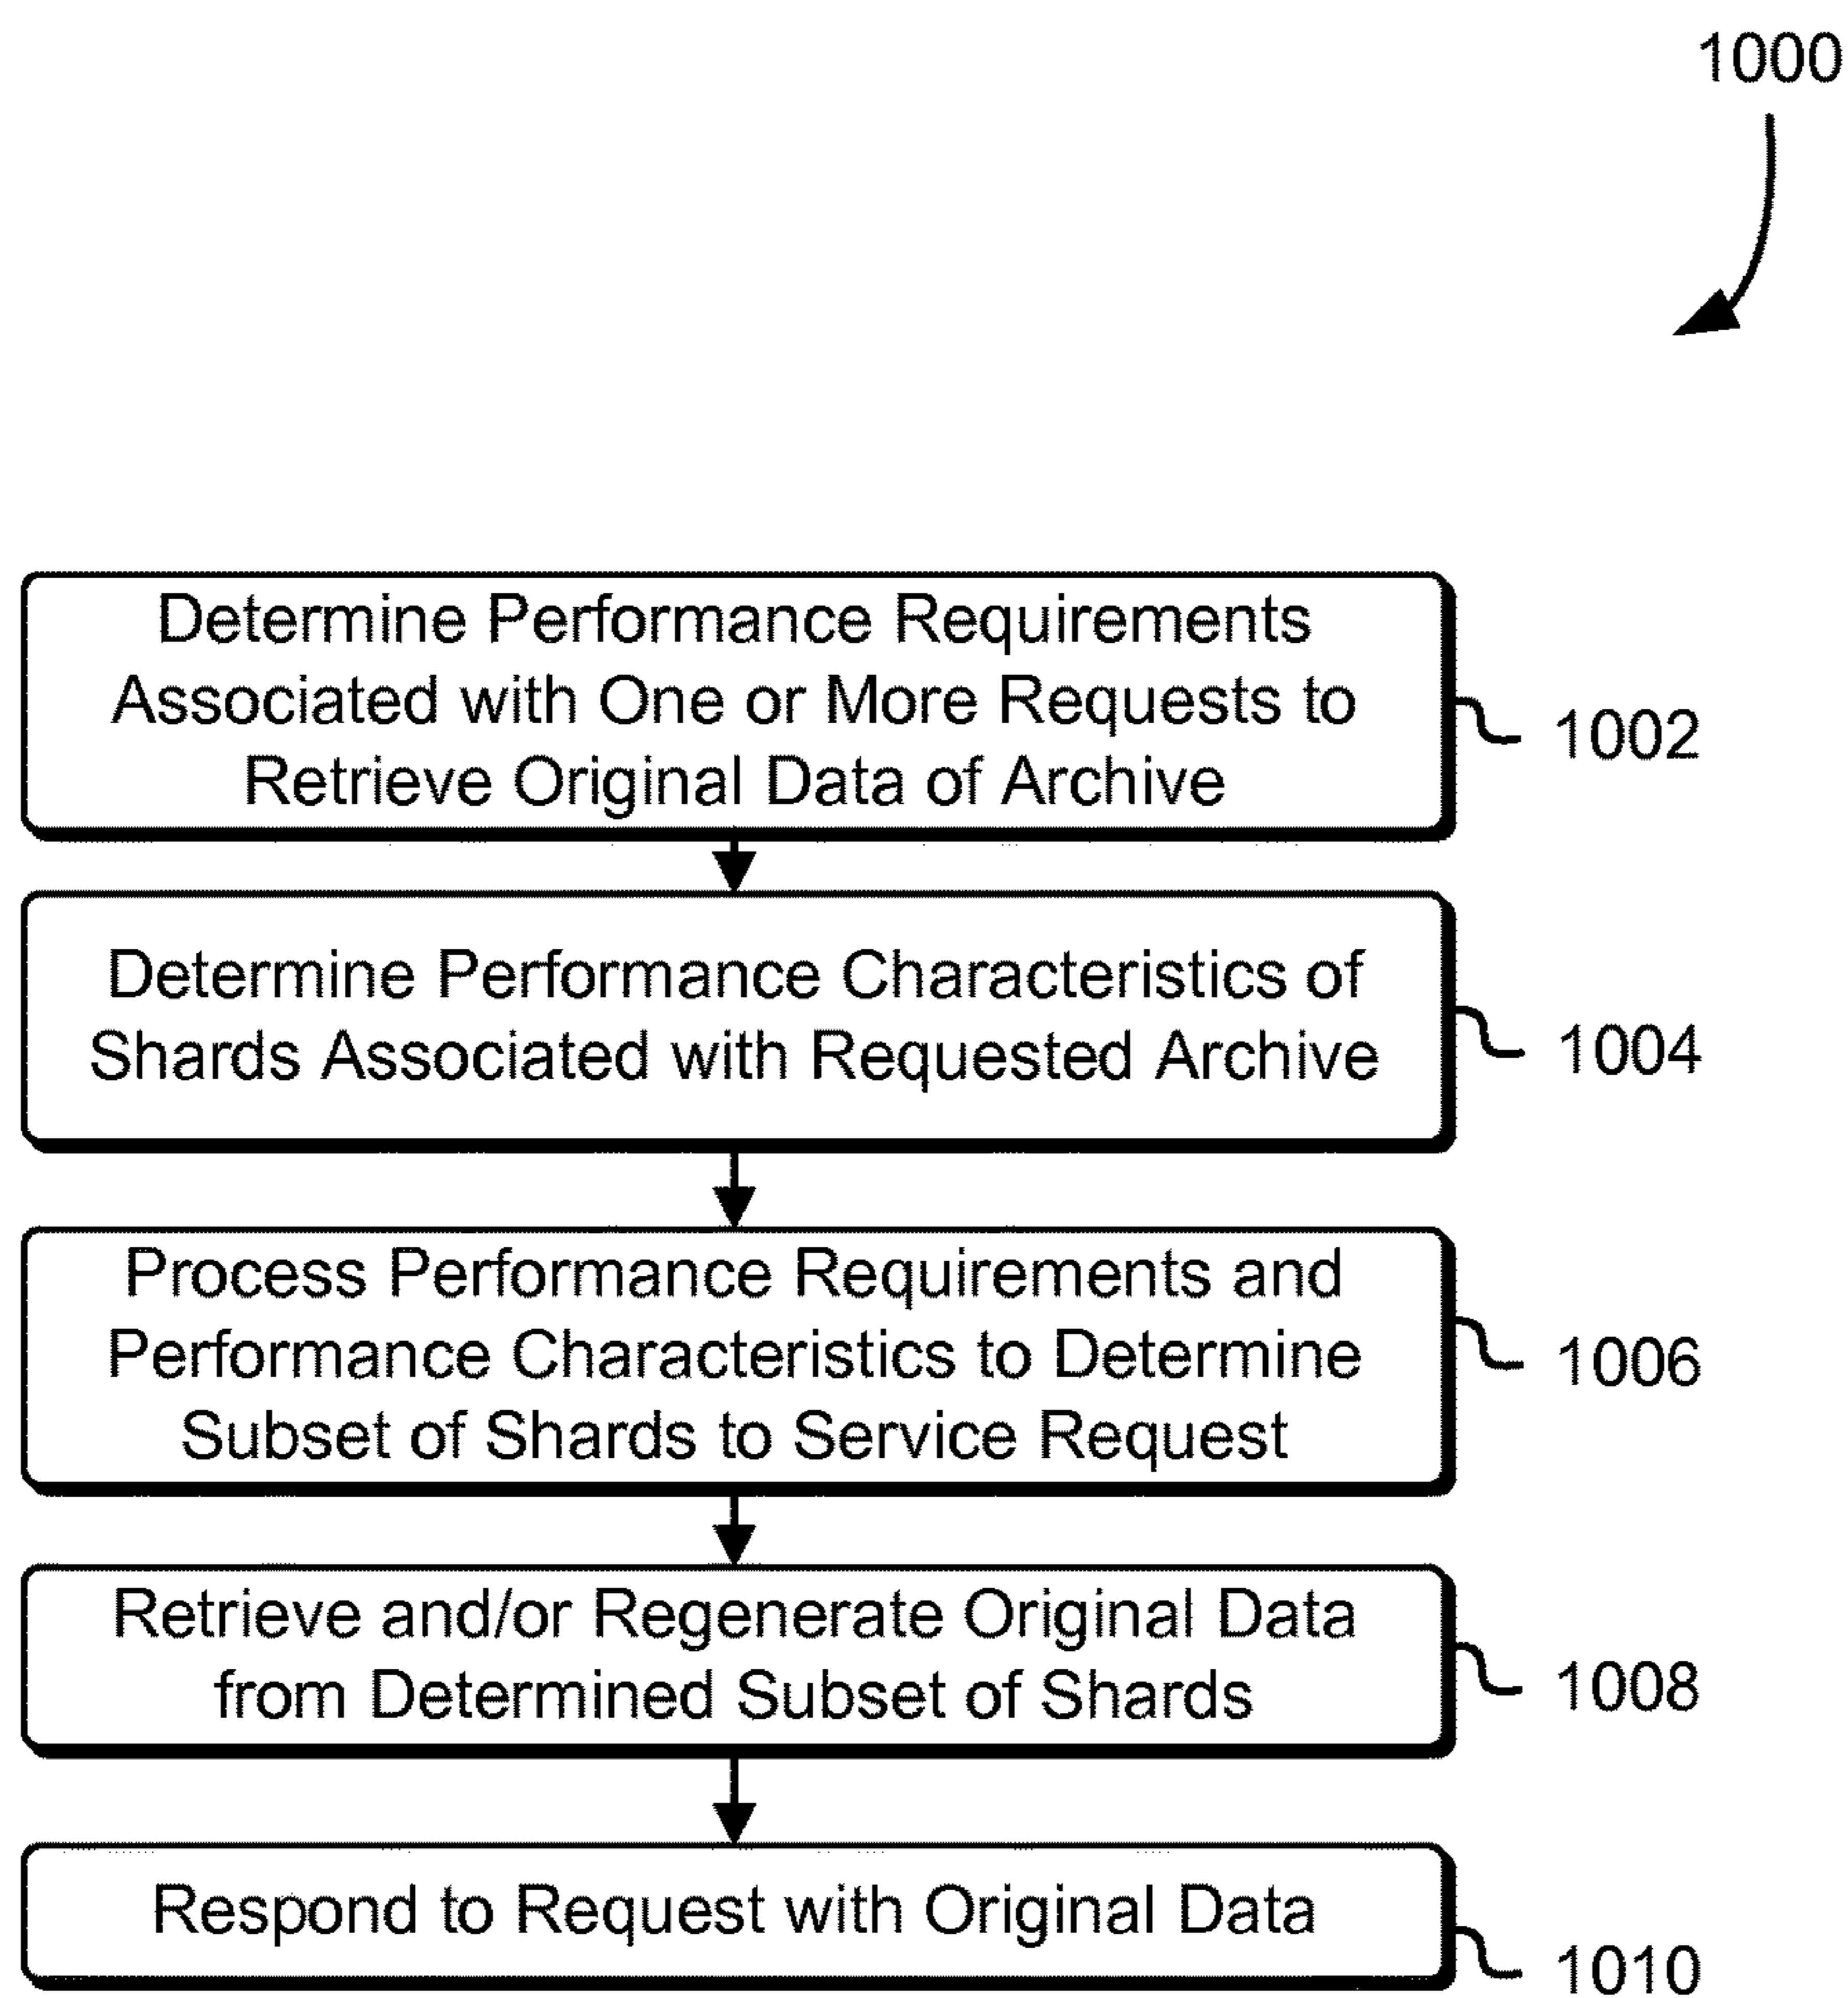 1000
Determine Performance Requirements
Associated with One or More Requests to
Retrieve Original Data of Archive
1002
Determine Performance Characteristics of
Shards Associated with Requested Archive
1004
Process Performance Requirements and
Performance Characteristics to Determine
Subset of Shards to Service Request
1006
Retrieve and/or Regenerate Original Data
from Determined Subset of Shards
1008
Respond to Request with Original Data
1010